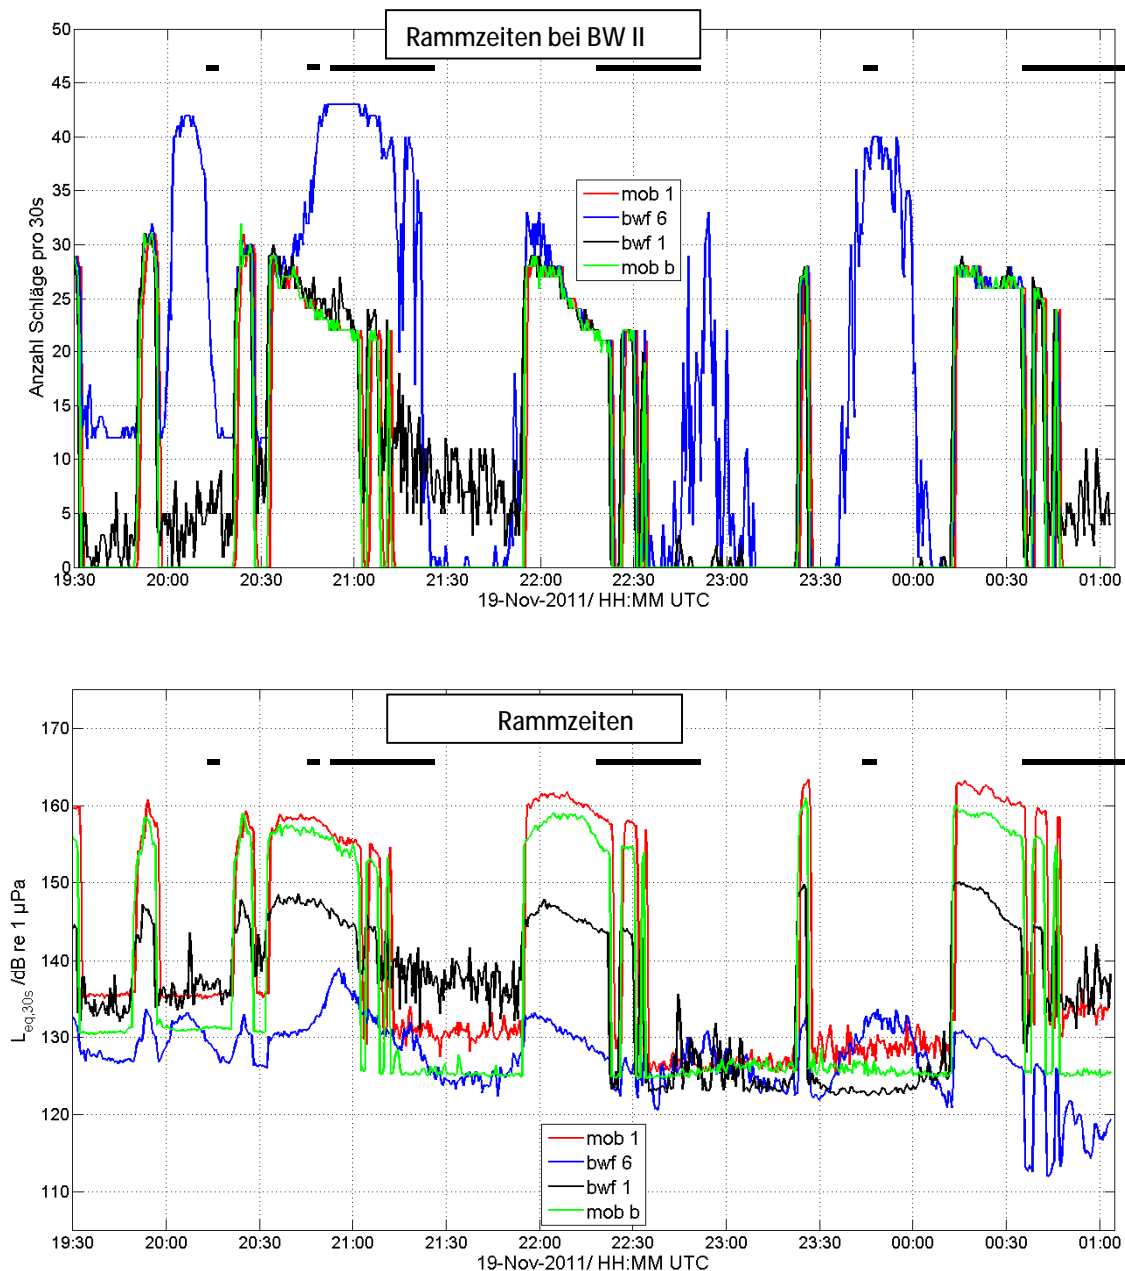 Rammzeiten bei BW II
50
45
40
35
30
25
20
15
10
5
0
Anzahl Schläge pro 30s
mob 1
bwf 6
bwf 1
mob b
19:30 20:00 20:30 21:00 21:30 22:00 22:30 23:00 23:30 00:00 00:30 01:00
19-Nov-2011/ HH:MM UTC
Rammzeiten
170
160
150
140
130
120
110
Leq,30s /dB re 1 µPa
mob 1
bwf 6
bwf 1
mob b
19:30 20:00 20:30 21:00 21:30 22:00 22:30 23:00 23:30 00:00 00:30 01:00
19-Nov-2011/ HH:MM UTC